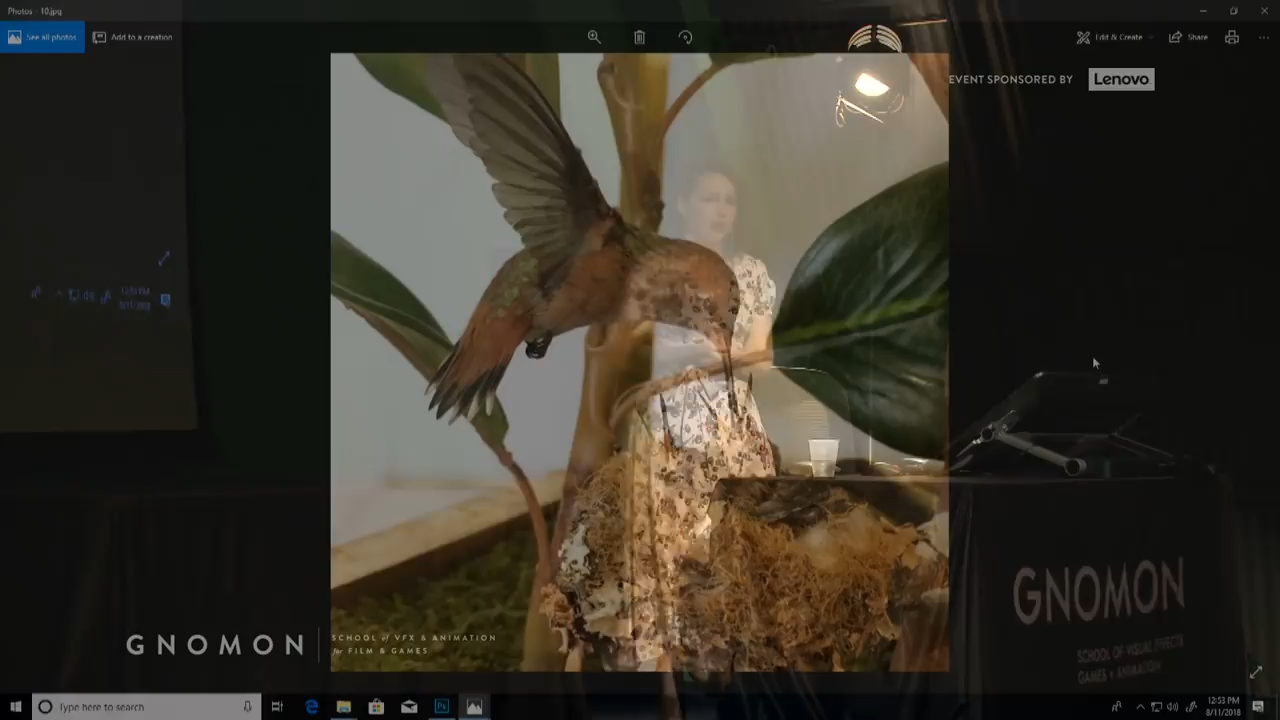 Photos - 10.jpg
See all photos
Add to a creation
Edit & Create
Share
EVENT SPONSORED BY
Lenovo
GNOMON
SCHOOL of VFX & ANIMATION
for FILM & GAMES
GNOMON
SCHOOL OF VISUAL EFFECTS
GAMES + ANIMATION
Type here to search
Ps
12:53 PM
8/11/2018